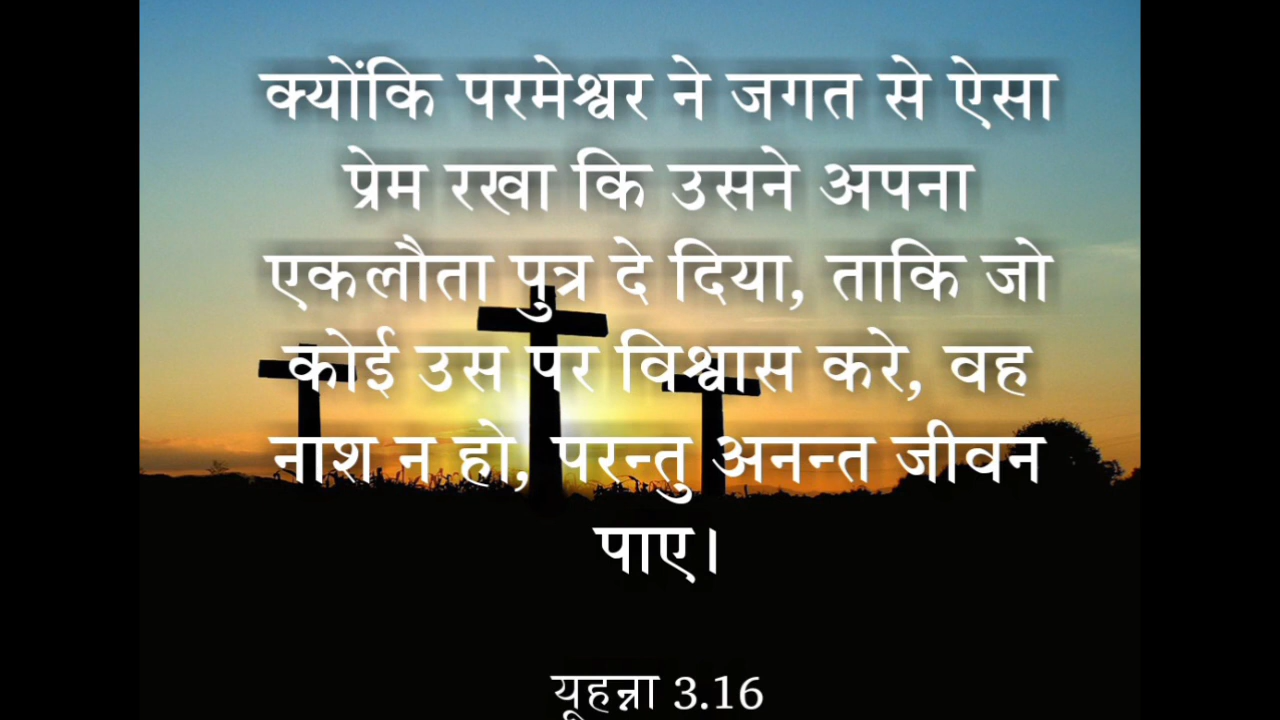 क्योंकि परमेश्वर ने जगत से ऐसा
प्रेम रखा कि उसने अपना
एकलौता पुत्र दे दिया, ताकि जो
कोई उस पर विश्वास करे, वह
नाश न हो, परन्तु अनन्त जीवन
पाए।
यूहन्ना 3.16